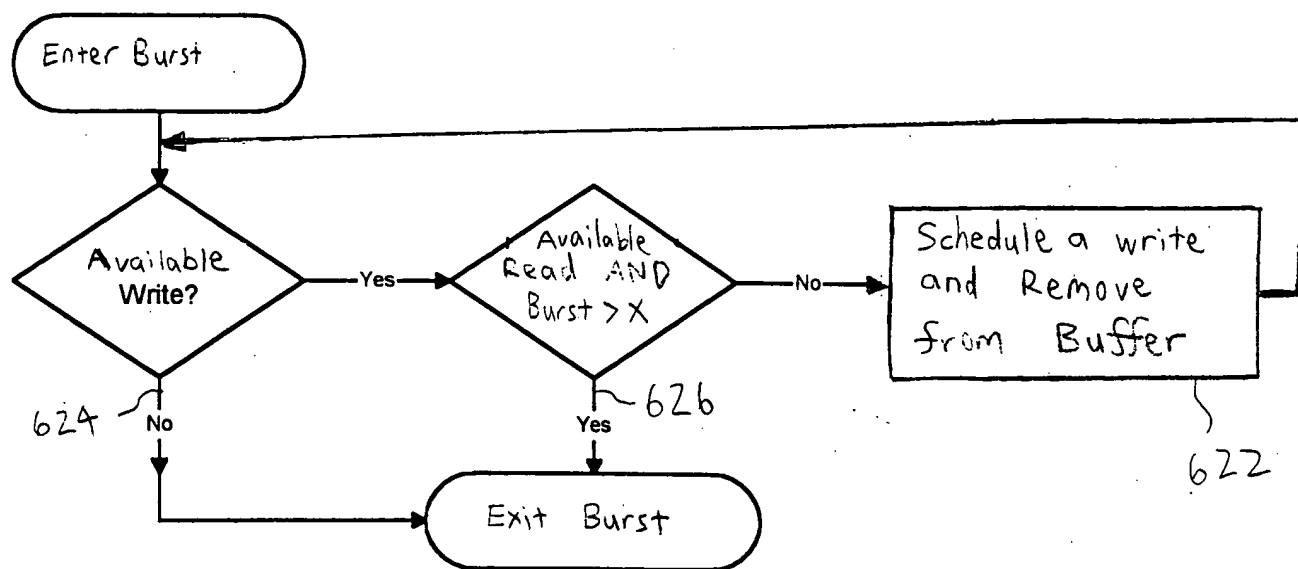 Enter Burst
Available
Write?
Yes
Available
Read AND
Burst > X
No
Schedule a write
and Remove
from Buffer
624
No
626
Yes
622
Exit Burst